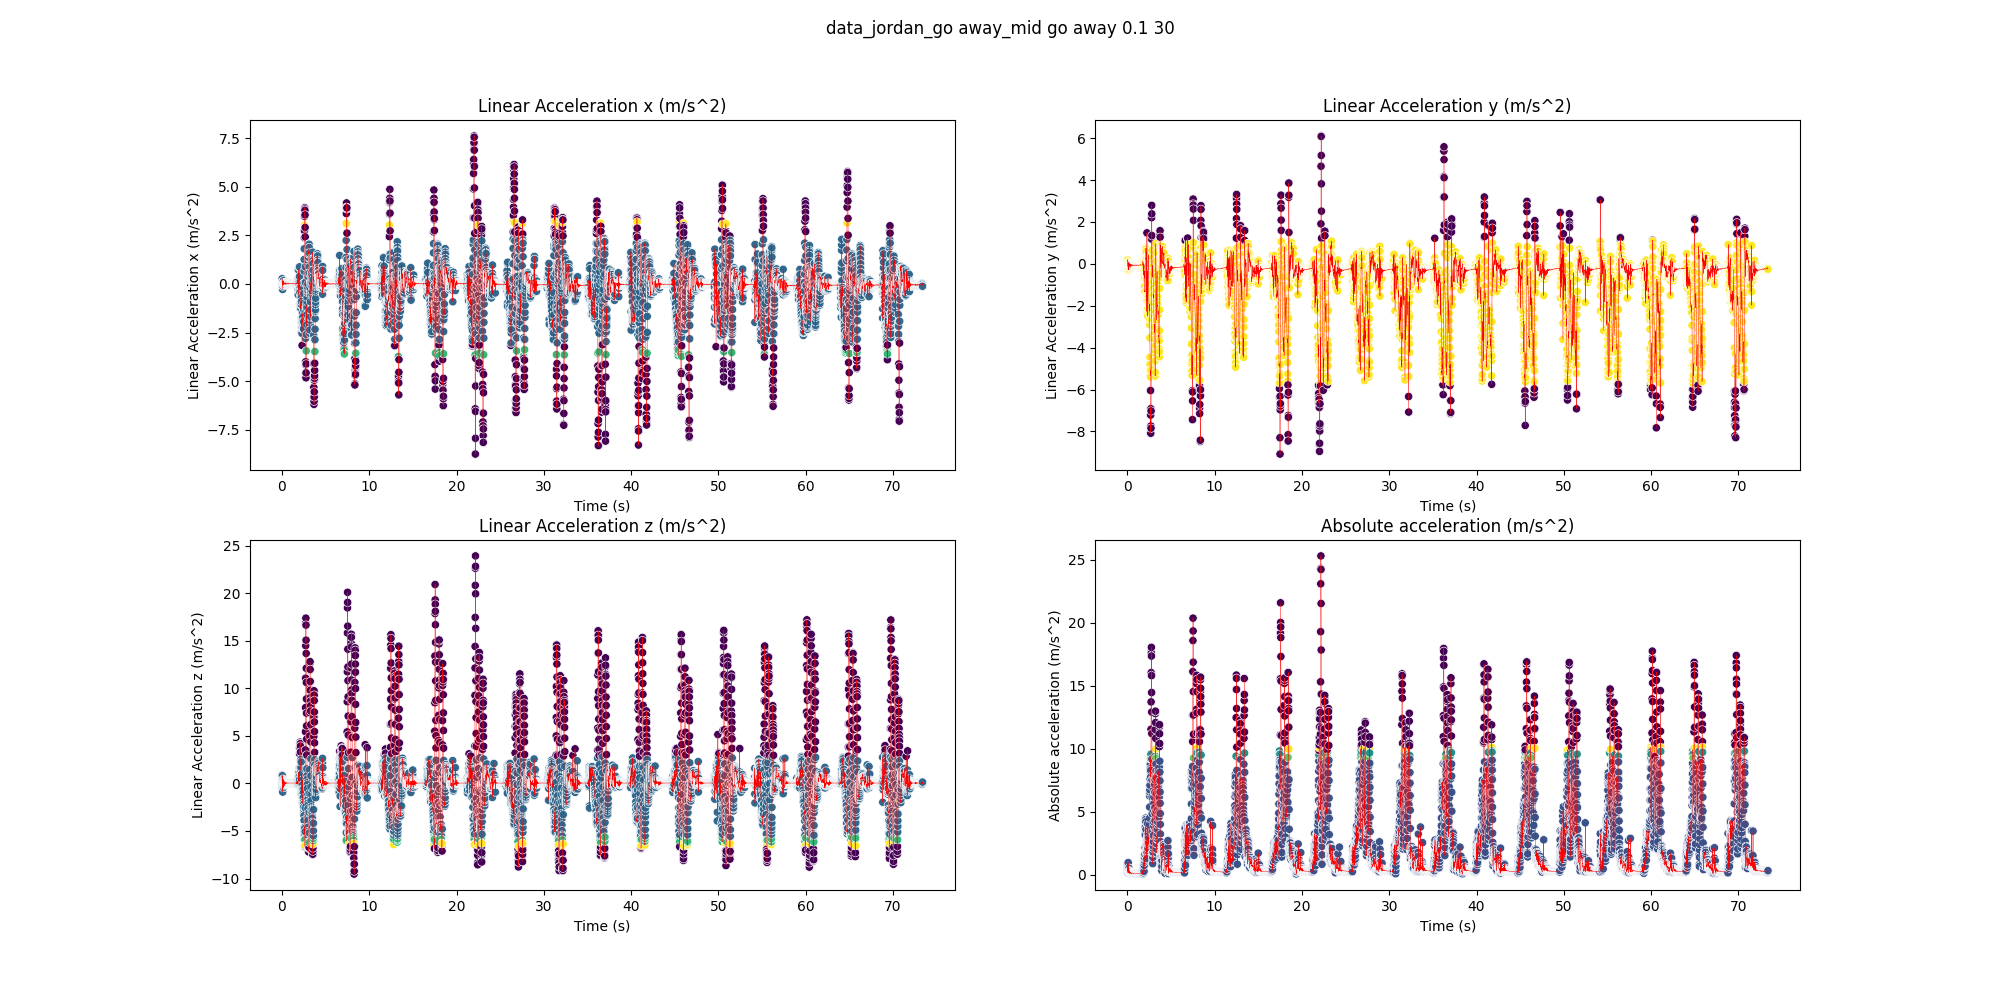 data_jordan_go away_mid go away 0.1 30
Linear Acceleration x (m/s^2)
Linear Acceleration x (m/s^2)
7.5
5.0
2.5
0.0
−2.5
−5.0
−7.5
0 10 20 30 40 50 60 70
Time (s)
Linear Acceleration y (m/s^2)
Linear Acceleration y (m/s^2)
6
4
2
0
−2
−4
−6
−8
0 10 20 30 40 50 60 70
Time (s)
Linear Acceleration z (m/s^2)
Linear Acceleration z (m/s^2)
25
20
15
10
5
0
−5
−10
0 10 20 30 40 50 60 70
Time (s)
Absolute acceleration (m/s^2)
Absolute acceleration (m/s^2)
25
20
15
10
5
0
0 10 20 30 40 50 60 70
Time (s)